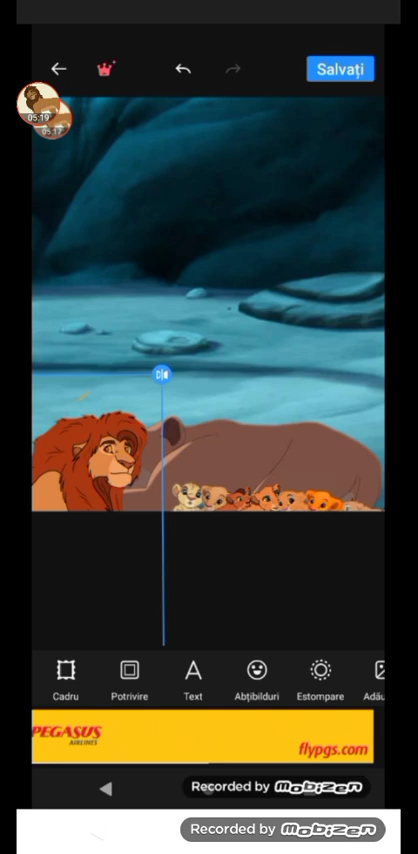 Salvați
05:19
05:17
Cadru
Potrivire
Text
Abțibilduri
Estompare
Adău
PEGASUS
AIRLINES
flypgs.com
Recorded by mobizen
Recorded by mobizen